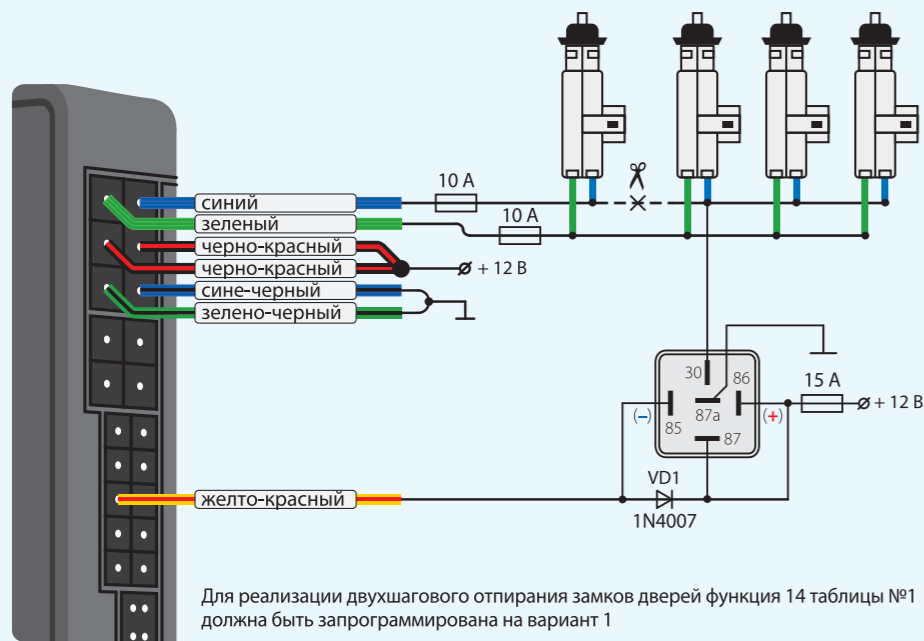 10 А
синий
10 А
зеленый
черно-красный
черно-красный
+ 12 В
сине-черный
зелено-черный
30
86
15 А
87а
+ 12 В
(–)
(+)
85
87
VD1
желто-красный
1N4007
Для реализации двухшагового отпирания замков дверей функция 14 таблицы №1
должна быть запрограммирована на вариант 1